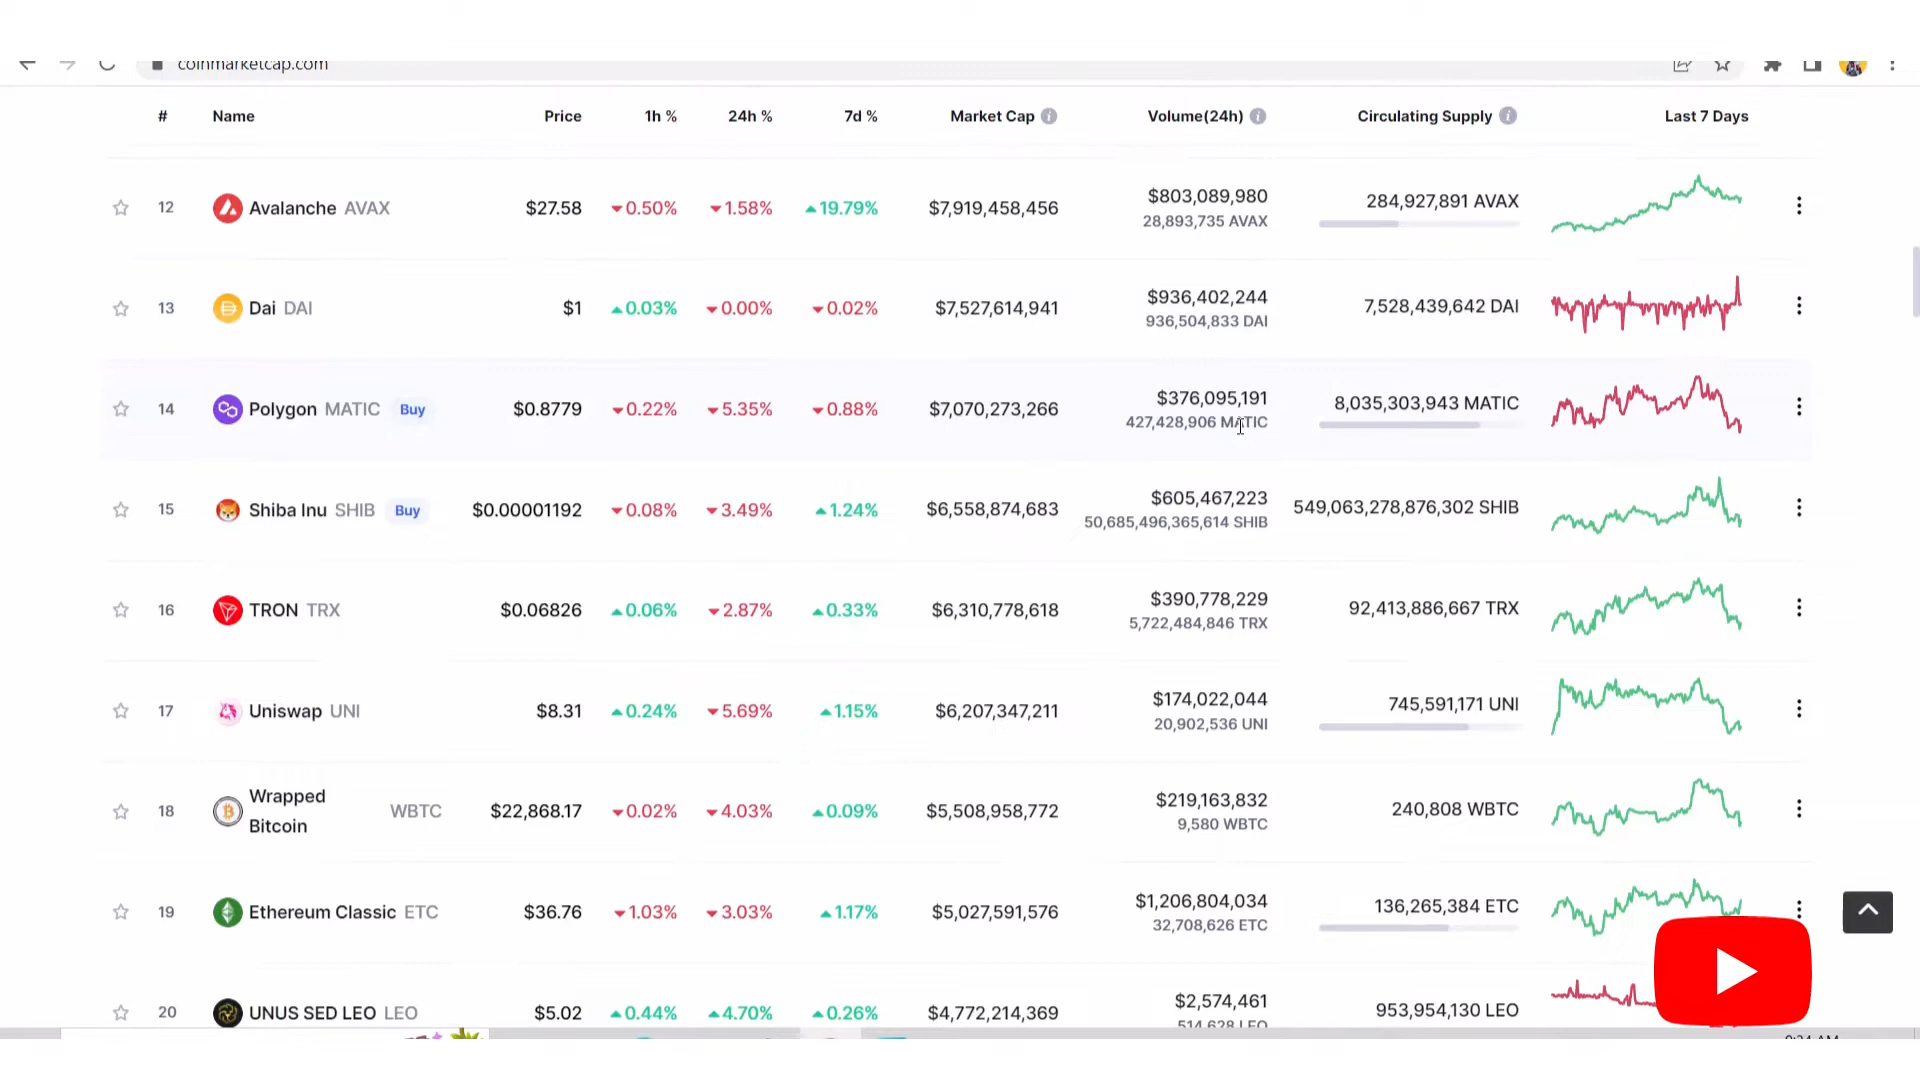 coinmarketcap.com
# Name Price 1h % 24h % 7d % Market Cap Volume(24h) Circulating Supply Last 7 Days
12 Avalanche AVAX $27.58 0.50% 1.58% 19.79% $7,919,458,456 $803,089,980 284,927,891 AVAX
28,893,735 AVAX
13 Dai DAI $1 0.03% 0.00% 0.02% $7,527,614,941 $936,402,244 7,528,439,642 DAI
936,504,833 DAI
14 Polygon MATIC Buy $0.8779 0.22% 5.35% 0.88% $7,070,273,266 $376,095,191 8,035,303,943 MATIC
427,428,906 MATIC
15 Shiba Inu SHIB Buy $0.00001192 0.08% 3.49% 1.24% $6,558,874,683 $605,467,223 549,063,278,876,302 SHIB
50,685,496,365,614 SHIB
16 TRON TRX $0.06826 0.06% 2.87% 0.33% $6,310,778,618 $390,778,229 92,413,886,667 TRX
5,722,484,846 TRX
17 Uniswap UNI $8.31 0.24% 5.69% 1.15% $6,207,347,211 $174,022,044 745,591,171 UNI
20,902,536 UNI
18 Wrapped Bitcoin WBTC $22,868.17 0.02% 4.03% 0.09% $5,508,958,772 $219,163,832 240,808 WBTC
9,580 WBTC
19 Ethereum Classic ETC $36.76 1.03% 3.03% 1.17% $5,027,591,576 $1,206,804,034 136,265,384 ETC
32,708,626 ETC
20 UNUS SED LEO LEO $5.02 0.44% 4.70% 0.26% $4,772,214,369 $2,574,461 953,954,130 LEO
514,628 LEO